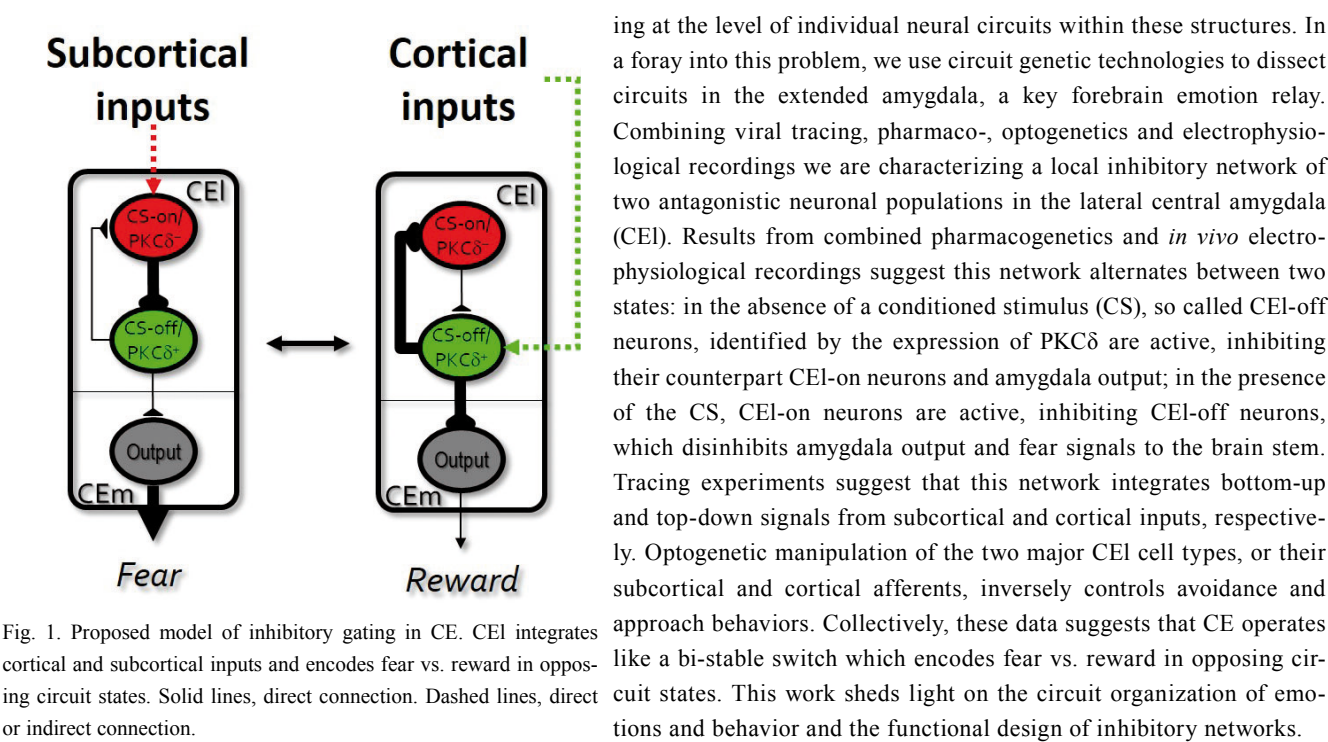 Subcortical
inputs
Cortical
inputs
CEl
CS-on/
PKCδ⁻
CS-off/
PKCδ⁺
Output
CEm
Fear
CEl
CS-on/
PKCδ⁻
CS-off/
PKCδ⁺
Output
CEm
Reward
Fig. 1. Proposed model of inhibitory gating in CE. CEl integrates
cortical and subcortical inputs and encodes fear vs. reward in oppos-
ing circuit states. Solid lines, direct connection. Dashed lines, direct
or indirect connection.
ing at the level of individual neural circuits within these structures. In
a foray into this problem, we use circuit genetic technologies to dissect
circuits in the extended amygdala, a key forebrain emotion relay.
Combining viral tracing, pharmaco-, optogenetics and electrophysio-
logical recordings we are characterizing a local inhibitory network of
two antagonistic neuronal populations in the lateral central amygdala
(CEl). Results from combined pharmacogenetics and in vivo electro-
physiological recordings suggest this network alternates between two
states: in the absence of a conditioned stimulus (CS), so called CEl-off
neurons, identified by the expression of PKCδ are active, inhibiting
their counterpart CEl-on neurons and amygdala output; in the presence
of the CS, CEl-on neurons are active, inhibiting CEl-off neurons,
which disinhibits amygdala output and fear signals to the brain stem.
Tracing experiments suggest that this network integrates bottom-up
and top-down signals from subcortical and cortical inputs, respective-
ly. Optogenetic manipulation of the two major CEl cell types, or their
subcortical and cortical afferents, inversely controls avoidance and
approach behaviors. Collectively, these data suggests that CE operates
like a bi-stable switch which encodes fear vs. reward in opposing cir-
cuit states. This work sheds light on the circuit organization of emo-
tions and behavior and the functional design of inhibitory networks.